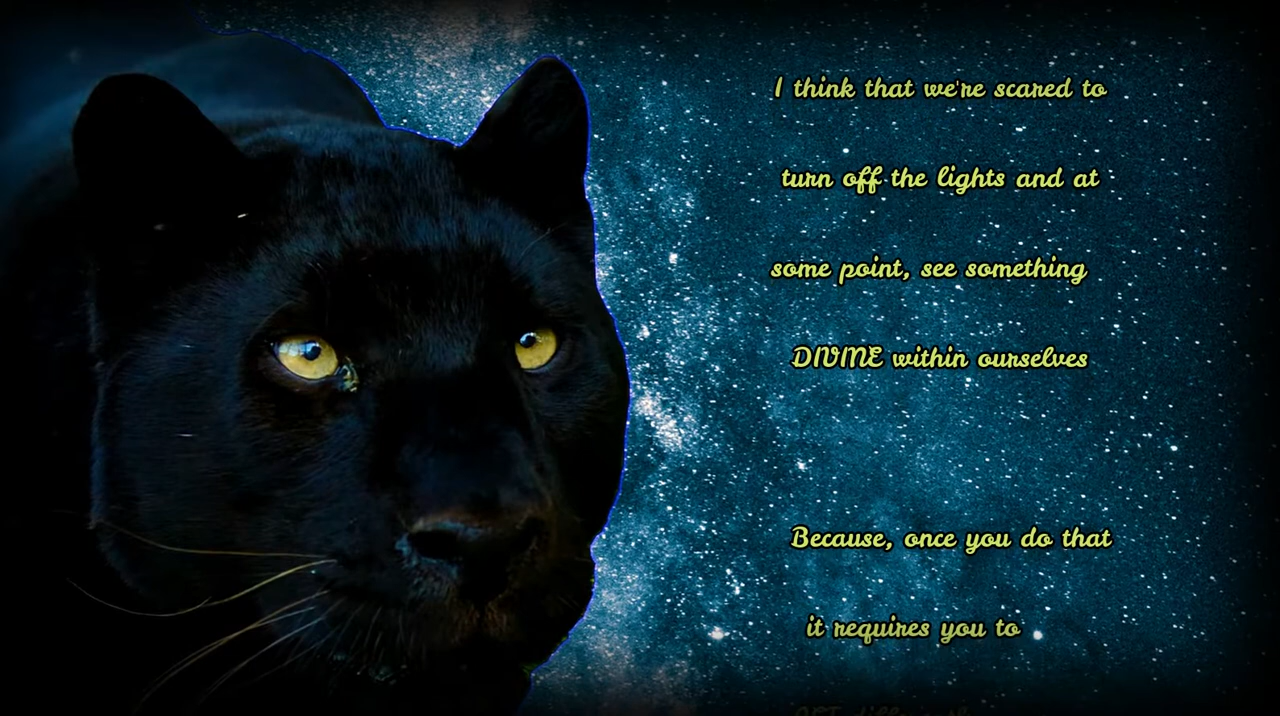 I think that we're scared to
turn off the lights and at
some point, see something
DIVINE within ourselves
Because, once you do that
it requires you to